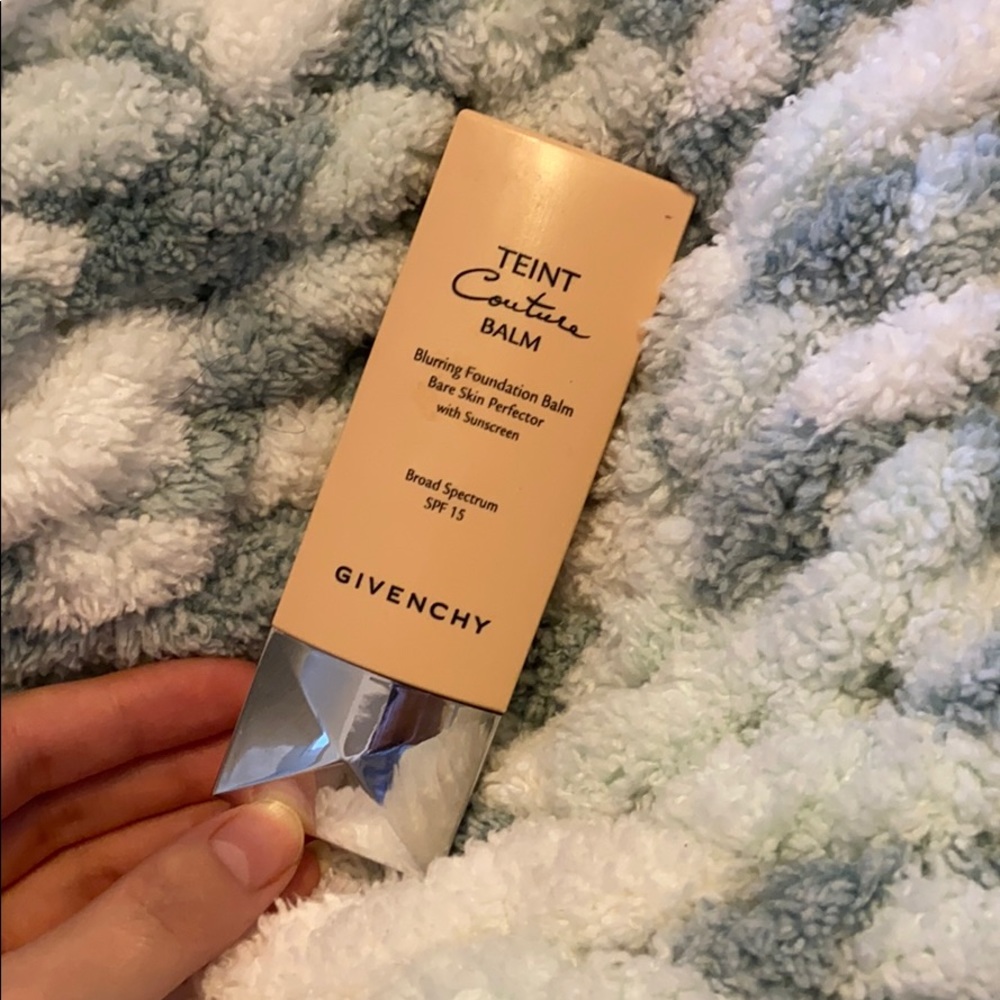 TEINT
Couture
BALM
Blurring Foundation Balm
Bare Skin Perfector
with Sunscreen
Broad Spectrum
SPF 15
GIVENCHY